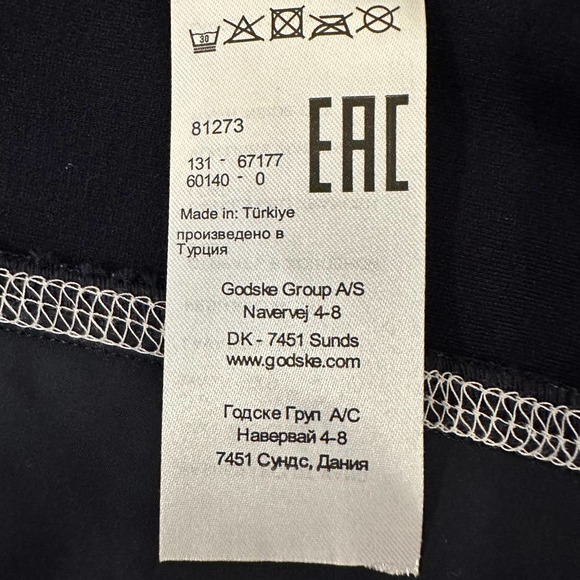 30
81273
EAC
131 - 67177
60140 - 0
Made in: Türkiye
произведено в
Турция
Godske Group A/S
Navervej 4-8
DK - 7451 Sunds
www.godske.com
Годске Груп А/С
Навервай 4-8
7451 Сундс, Дания